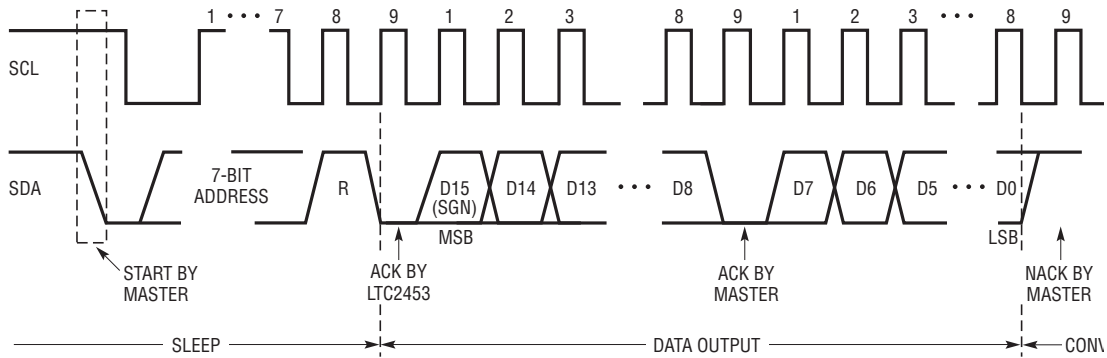 1 • • • 7 8 9 1 2 3 8 9 1 2 3 • • • 8 9
SCL
SDA
7-BIT
ADDRESS
R
D15
(SGN)
D14
D13
• • •
D8
D7
D6
D5
• • •
D0
MSB
LSB
START BY
MASTER
ACK BY
LTC2453
ACK BY
MASTER
NACK BY
MASTER
SLEEP
DATA OUTPUT
CONV